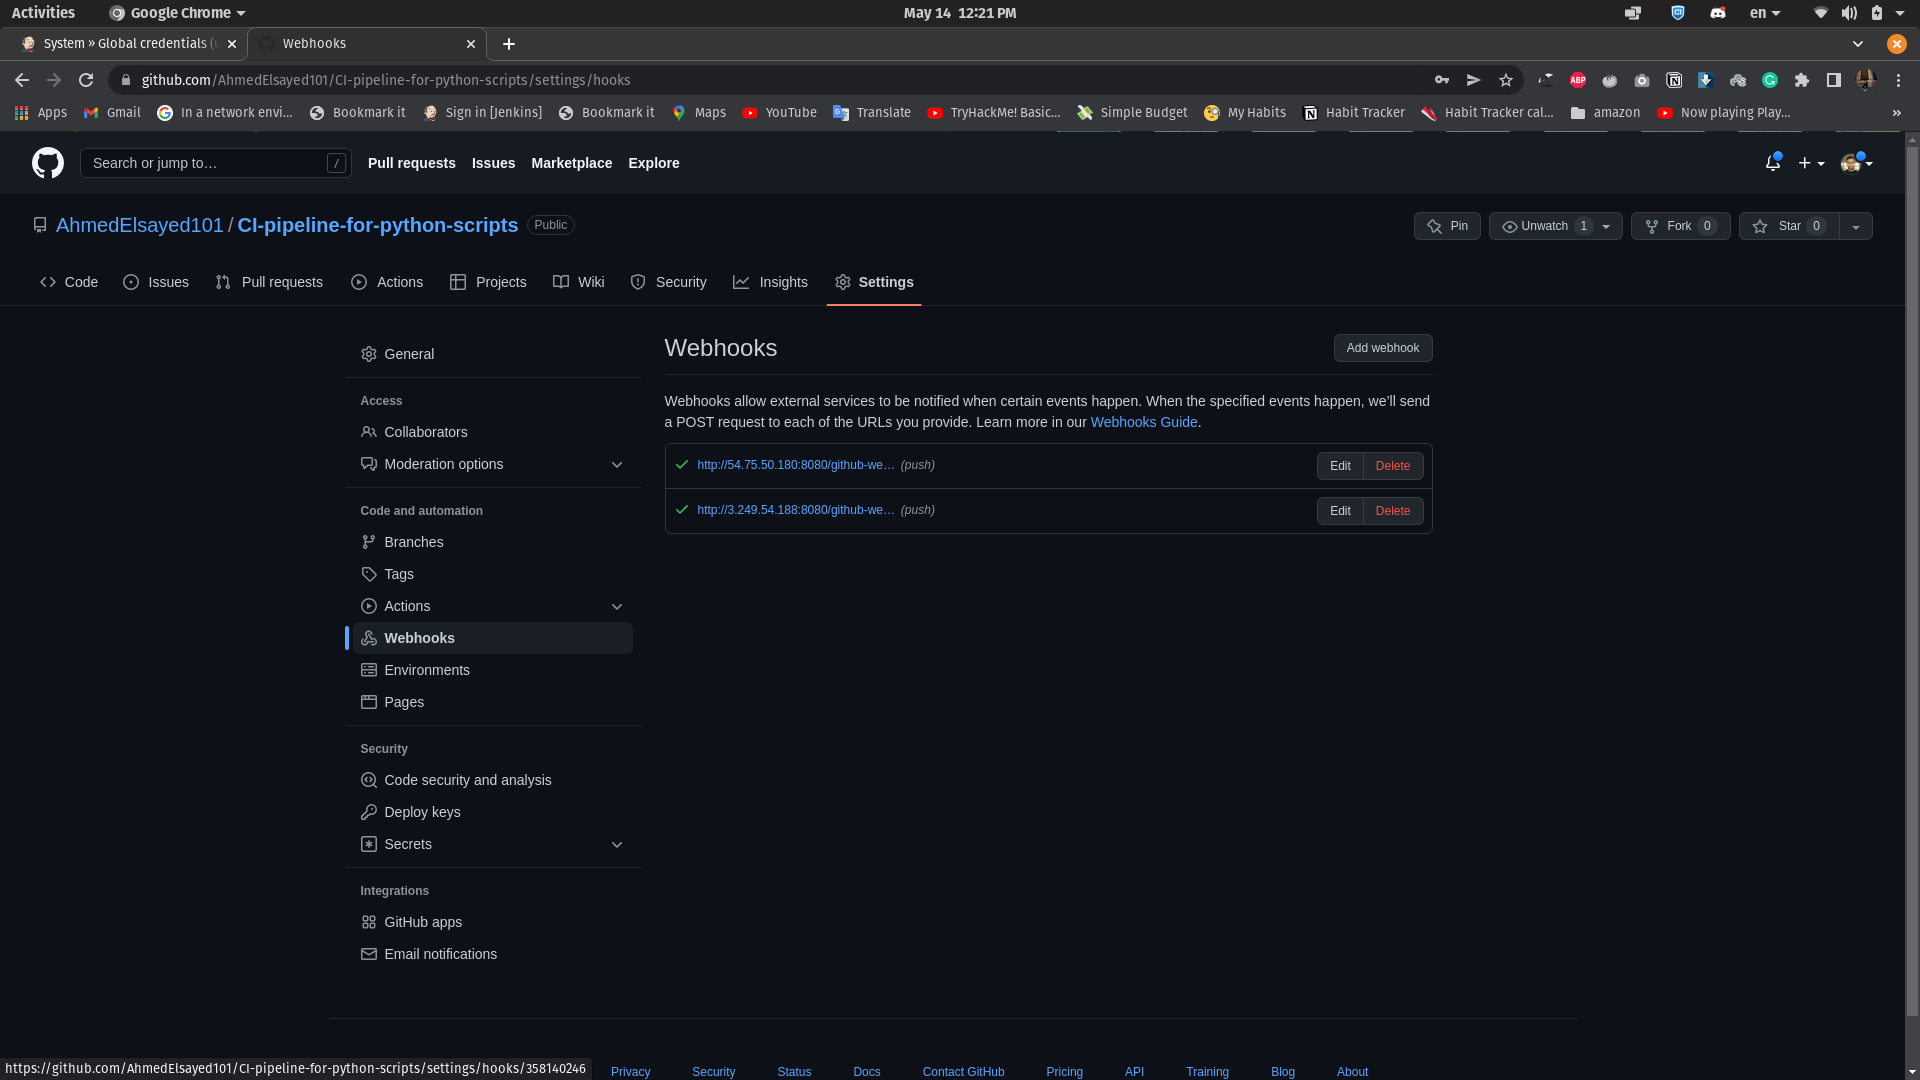 Activities Google Chrome May 14 12:21 PM en
System » Global credentials (u Webhooks
github.com/AhmedElsayed101/CI-pipeline-for-python-scripts/settings/hooks ABP
Apps Gmail In a network envi... Bookmark it Sign in [Jenkins] Bookmark it Maps YouTube Translate TryHackMe! Basic... Simple Budget My Habits Habit Tracker Habit Tracker cal... amazon Now playing Play... »
Search or jump to... / Pull requests Issues Marketplace Explore
AhmedElsayed101 / CI-pipeline-for-python-scripts Public Pin Unwatch 1 Fork 0 Star 0
Code Issues Pull requests Actions Projects Wiki Security Insights Settings
General
Access
Collaborators
Moderation options
Code and automation
Branches
Tags
Actions
Webhooks
Environments
Pages
Security
Code security and analysis
Deploy keys
Secrets
Integrations
GitHub apps
Email notifications
Webhooks Add webhook
Webhooks allow external services to be notified when certain events happen. When the specified events happen, we'll send
a POST request to each of the URLs you provide. Learn more in our Webhooks Guide.
http://54.75.50.180:8080/github-we... (push) Edit Delete
http://3.249.54.188:8080/github-we... (push) Edit Delete
https://github.com/AhmedElsayed101/CI-pipeline-for-python-scripts/settings/hooks/358140246 Privacy Security Status Docs Contact GitHub Pricing API Training Blog About